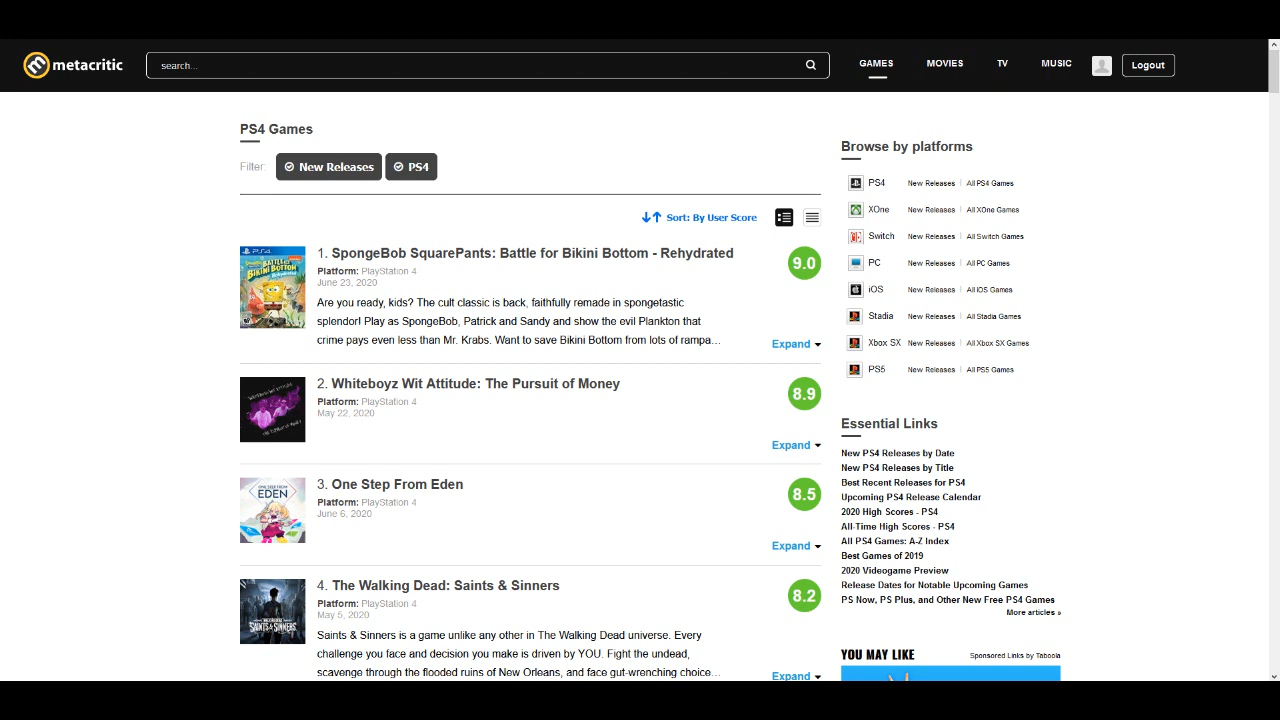 metacritic
search...
GAMES
MOVIES
TV
MUSIC
Logout
PS4 Games
Filter:
New Releases
PS4
Sort: By User Score
PS4
BATTLE for
BIKINI BOTTOM
Rehydrated
1. SpongeBob SquarePants: Battle for Bikini Bottom - Rehydrated
Platform: PlayStation 4
June 23, 2020
Are you ready, kids? The cult classic is back, faithfully remade in spongetastic
splendor! Play as SpongeBob, Patrick and Sandy and show the evil Plankton that
crime pays even less than Mr. Krabs. Want to save Bikini Bottom from lots of rampa...
9.0
Expand
2. Whiteboyz Wit Attitude: The Pursuit of Money
Platform: PlayStation 4
May 22, 2020
8.9
Expand
ONE STEP FROM
EDEN
3. One Step From Eden
Platform: PlayStation 4
June 6, 2020
8.5
Expand
SAINTS & SINNERS
4. The Walking Dead: Saints & Sinners
Platform: PlayStation 4
May 5, 2020
Saints & Sinners is a game unlike any other in The Walking Dead universe. Every
challenge you face and decision you make is driven by YOU. Fight the undead,
scavenge through the flooded ruins of New Orleans, and face gut-wrenching choice...
8.2
Expand
Browse by platforms
PS4 New Releases | All PS4 Games
XOne New Releases | All XOne Games
Switch New Releases | All Switch Games
PC New Releases | All PC Games
iOS New Releases | All iOS Games
Stadia New Releases | All Stadia Games
Xbox SX New Releases | All Xbox SX Games
PS5 New Releases | All PS5 Games
Essential Links
New PS4 Releases by Date
New PS4 Releases by Title
Best Recent Releases for PS4
Upcoming PS4 Release Calendar
2020 High Scores - PS4
All-Time High Scores - PS4
All PS4 Games: A-Z Index
Best Games of 2019
2020 Videogame Preview
Release Dates for Notable Upcoming Games
PS Now, PS Plus, and Other New Free PS4 Games
More articles »
YOU MAY LIKE
Sponsored Links by Taboola